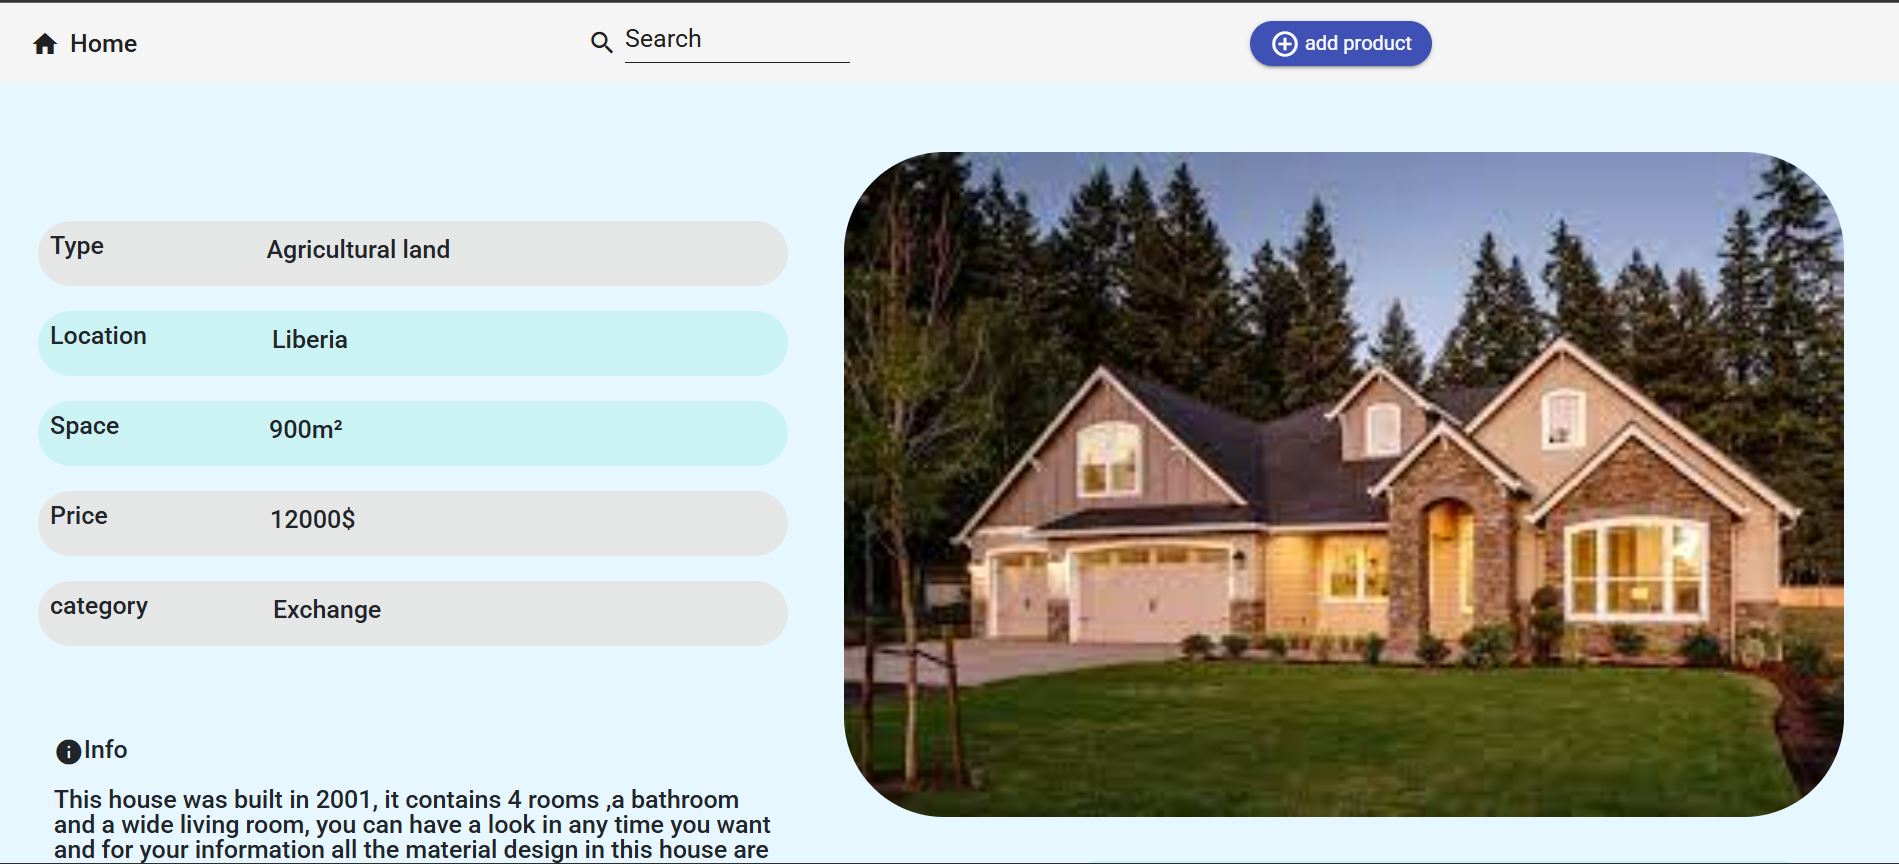 Home
Search
add product
Type Agricultural land
Location Liberia
Space 900m²
Price 12000$
category Exchange
Info
This house was built in 2001, it contains 4 rooms ,a bathroom
and a wide living room, you can have a look in any time you want
and for your information all the material design in this house are